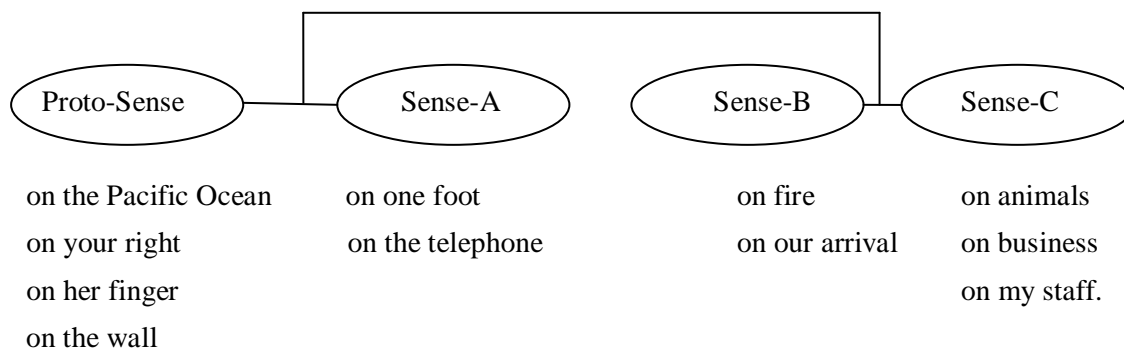 Proto-Sense Sense-A Sense-B Sense-C
on the Pacific Ocean on one foot on fire on animals
on your right on the telephone on our arrival on business
on her finger on my staff.
on the wall